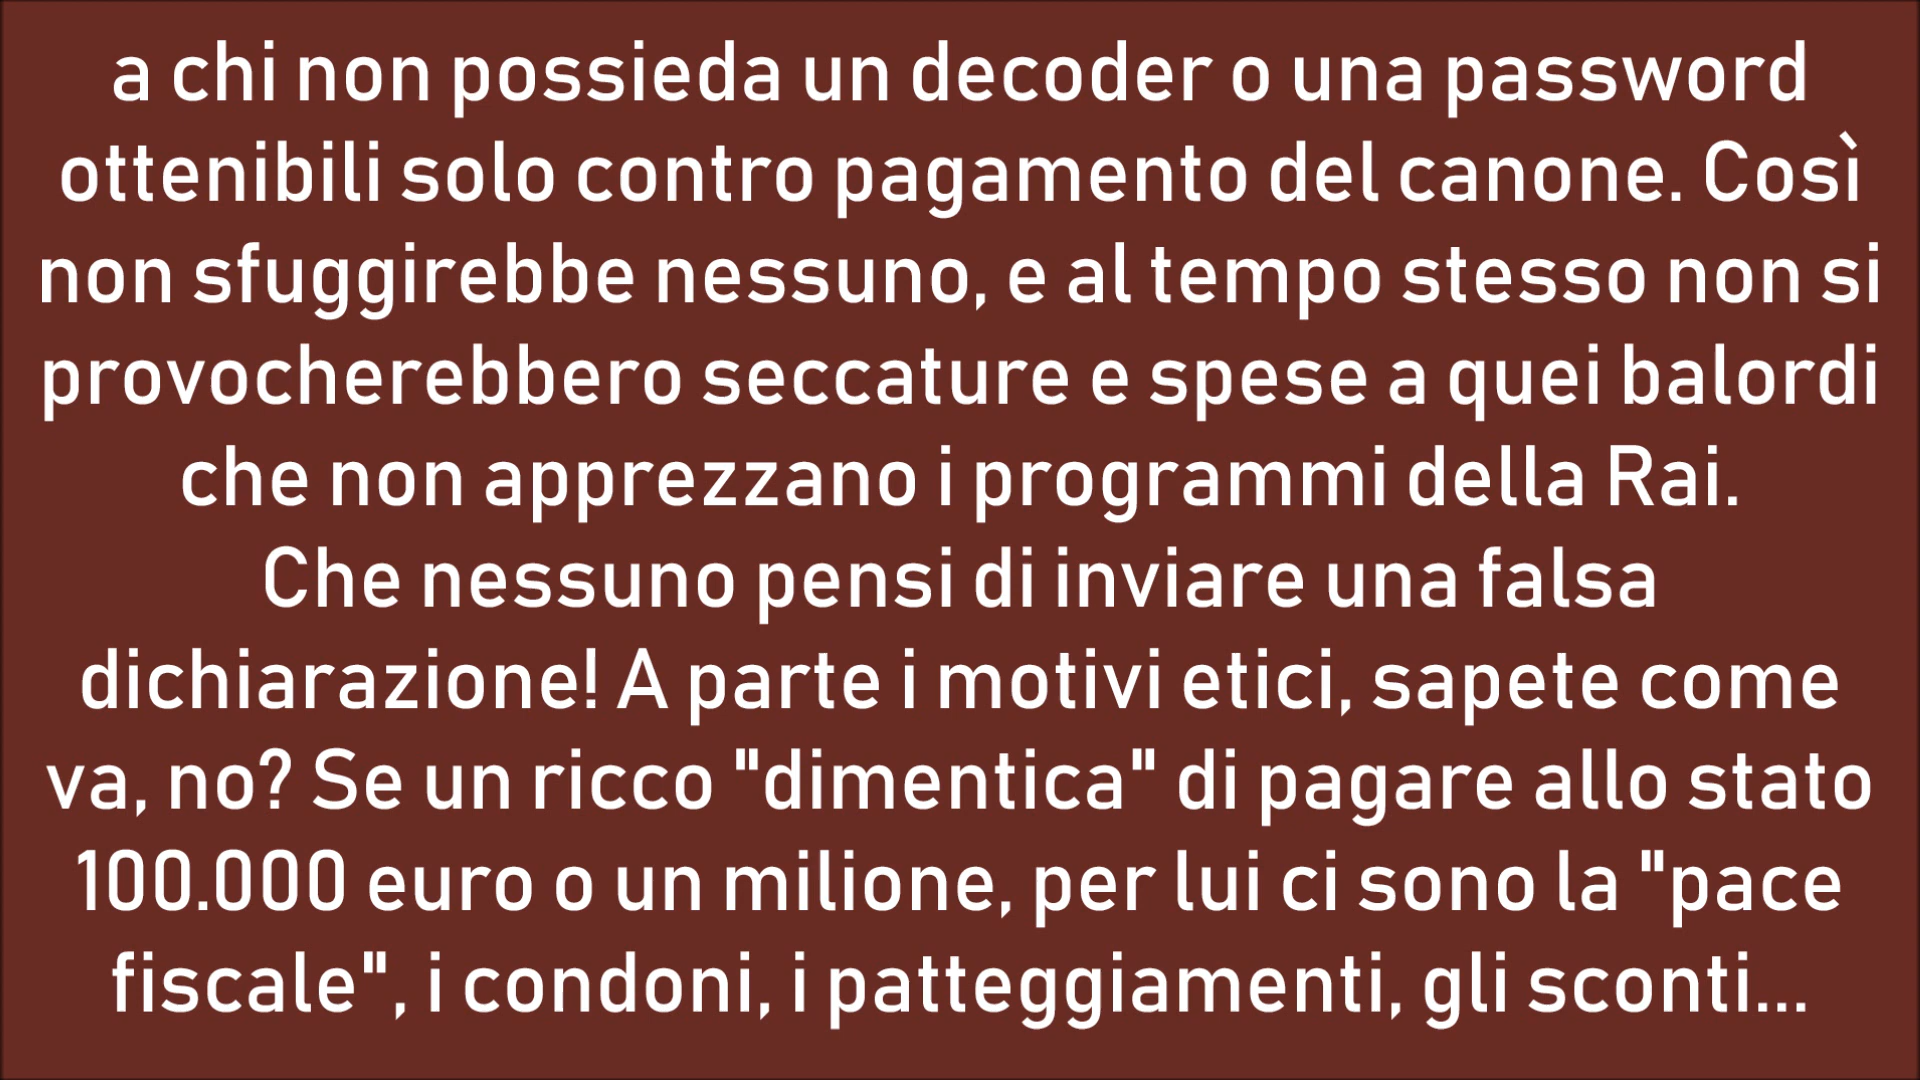 a chi non possieda un decoder o una password
ottenibili solo contro pagamento del canone. Così
non sfuggirebbe nessuno, e al tempo stesso non si
provocherebbero seccature e spese a quei balordi
che non apprezzano i programmi della Rai.
Che nessuno pensi di inviare una falsa
dichiarazione! A parte i motivi etici, sapete come
va, no? Se un ricco "dimentica" di pagare allo stato
100.000 euro o un milione, per lui ci sono la "pace
fiscale", i condoni, i patteggiamenti, gli sconti...